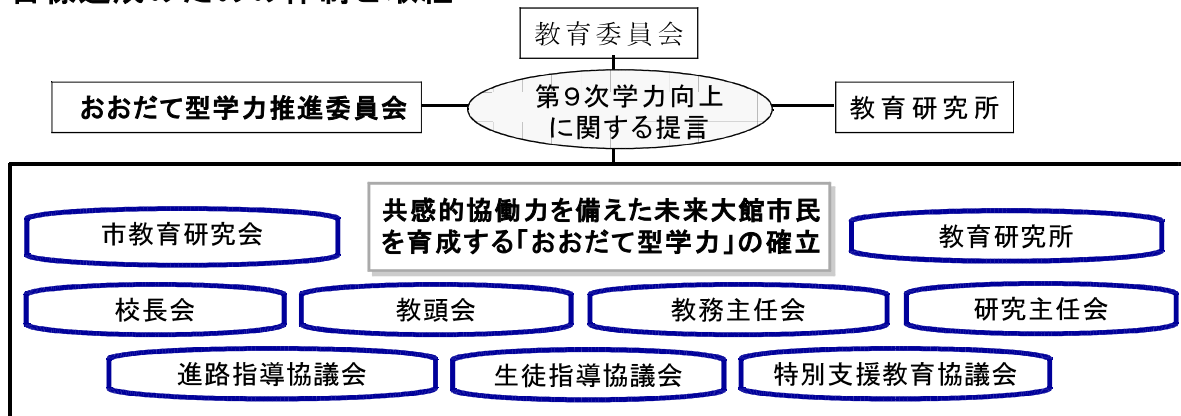 教育委員会
おおだて型学力推進委員会
第9次学力向上
に関する提言
教育研究所
共感的協働力を備えた未来大館市民
を育成する「おおだて型学力」の確立
市教育研究会
教育研究所
校長会
教頭会
教務主任会
研究主任会
進路指導協議会
生徒指導協議会
特別支援教育協議会